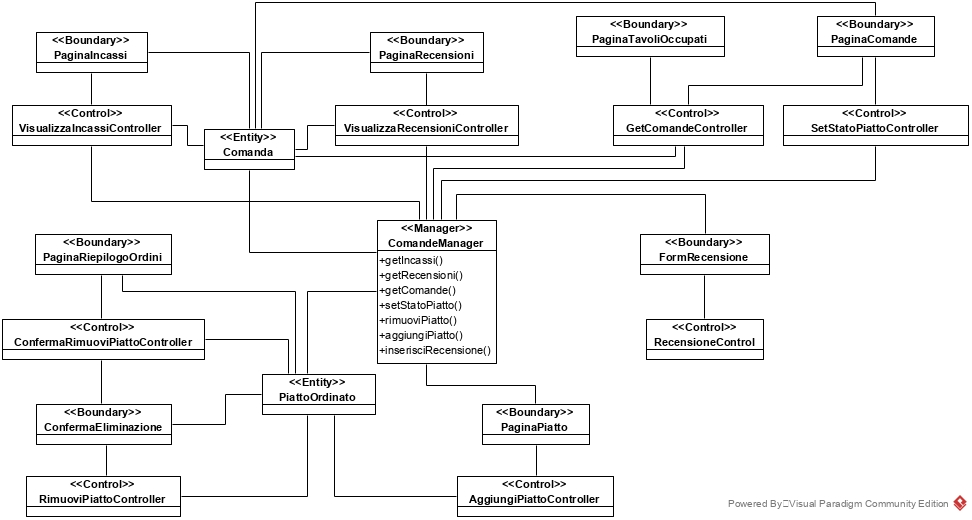 <<Boundary>>
PaginaIncassi
<<Boundary>>
PaginaRecensioni
<<Boundary>>
PaginaTavoliOccupati
<<Boundary>>
PaginaComande
<<Control>>
VisualizzaIncassiController
<<Entity>>
Comanda
<<Control>>
VisualizzaRecensioniController
<<Control>>
GetComandeController
<<Control>>
SetStatoPiattoController
<<Manager>>
ComandeManager
+getIncassi()
+getRecensioni()
+getComande()
+setStatoPiatto()
+rimuoviPiatto()
+aggiungiPiatto()
+inserisciRecensione()
<<Boundary>>
PaginaRiepilogoOrdini
<<Boundary>>
FormRecensione
<<Control>>
ConfermaRimuoviPiattoController
<<Control>>
RecensioneControl
<<Entity>>
PiattoOrdinato
<<Boundary>>
ConfermaEliminazione
<<Boundary>>
PaginaPiatto
<<Control>>
RimuoviPiattoController
<<Control>>
AggiungiPiattoController
Powered By Visual Paradigm Community Edition